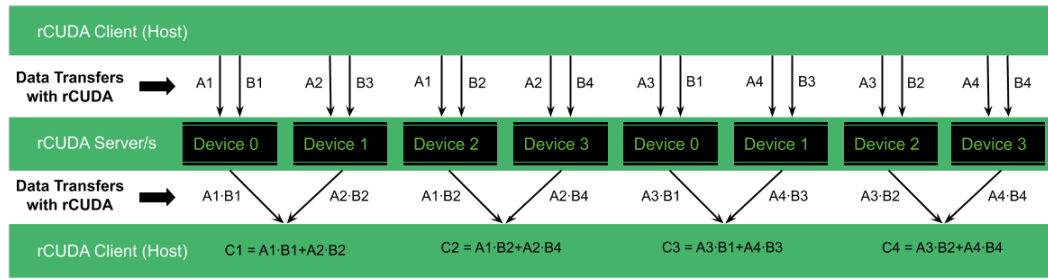 rCUDA Client (Host)
Data Transfers
with rCUDA
A1 B1 A2 B3 A1 B2 A2 B4 A3 B1 A4 B3 A3 B2 A4 B4
rCUDA Server/s
Device 0 Device 1 Device 2 Device 3 Device 0 Device 1 Device 2 Device 3
Data Transfers
with rCUDA
A1·B1 A2·B2 A1·B2 A2·B4 A3·B1 A4·B3 A3·B2 A4·B4
rCUDA Client (Host)
C1 = A1·B1+A2·B2 C2 = A1·B2+A2·B4 C3 = A3·B1+A4·B3 C4 = A3·B2+A4·B4